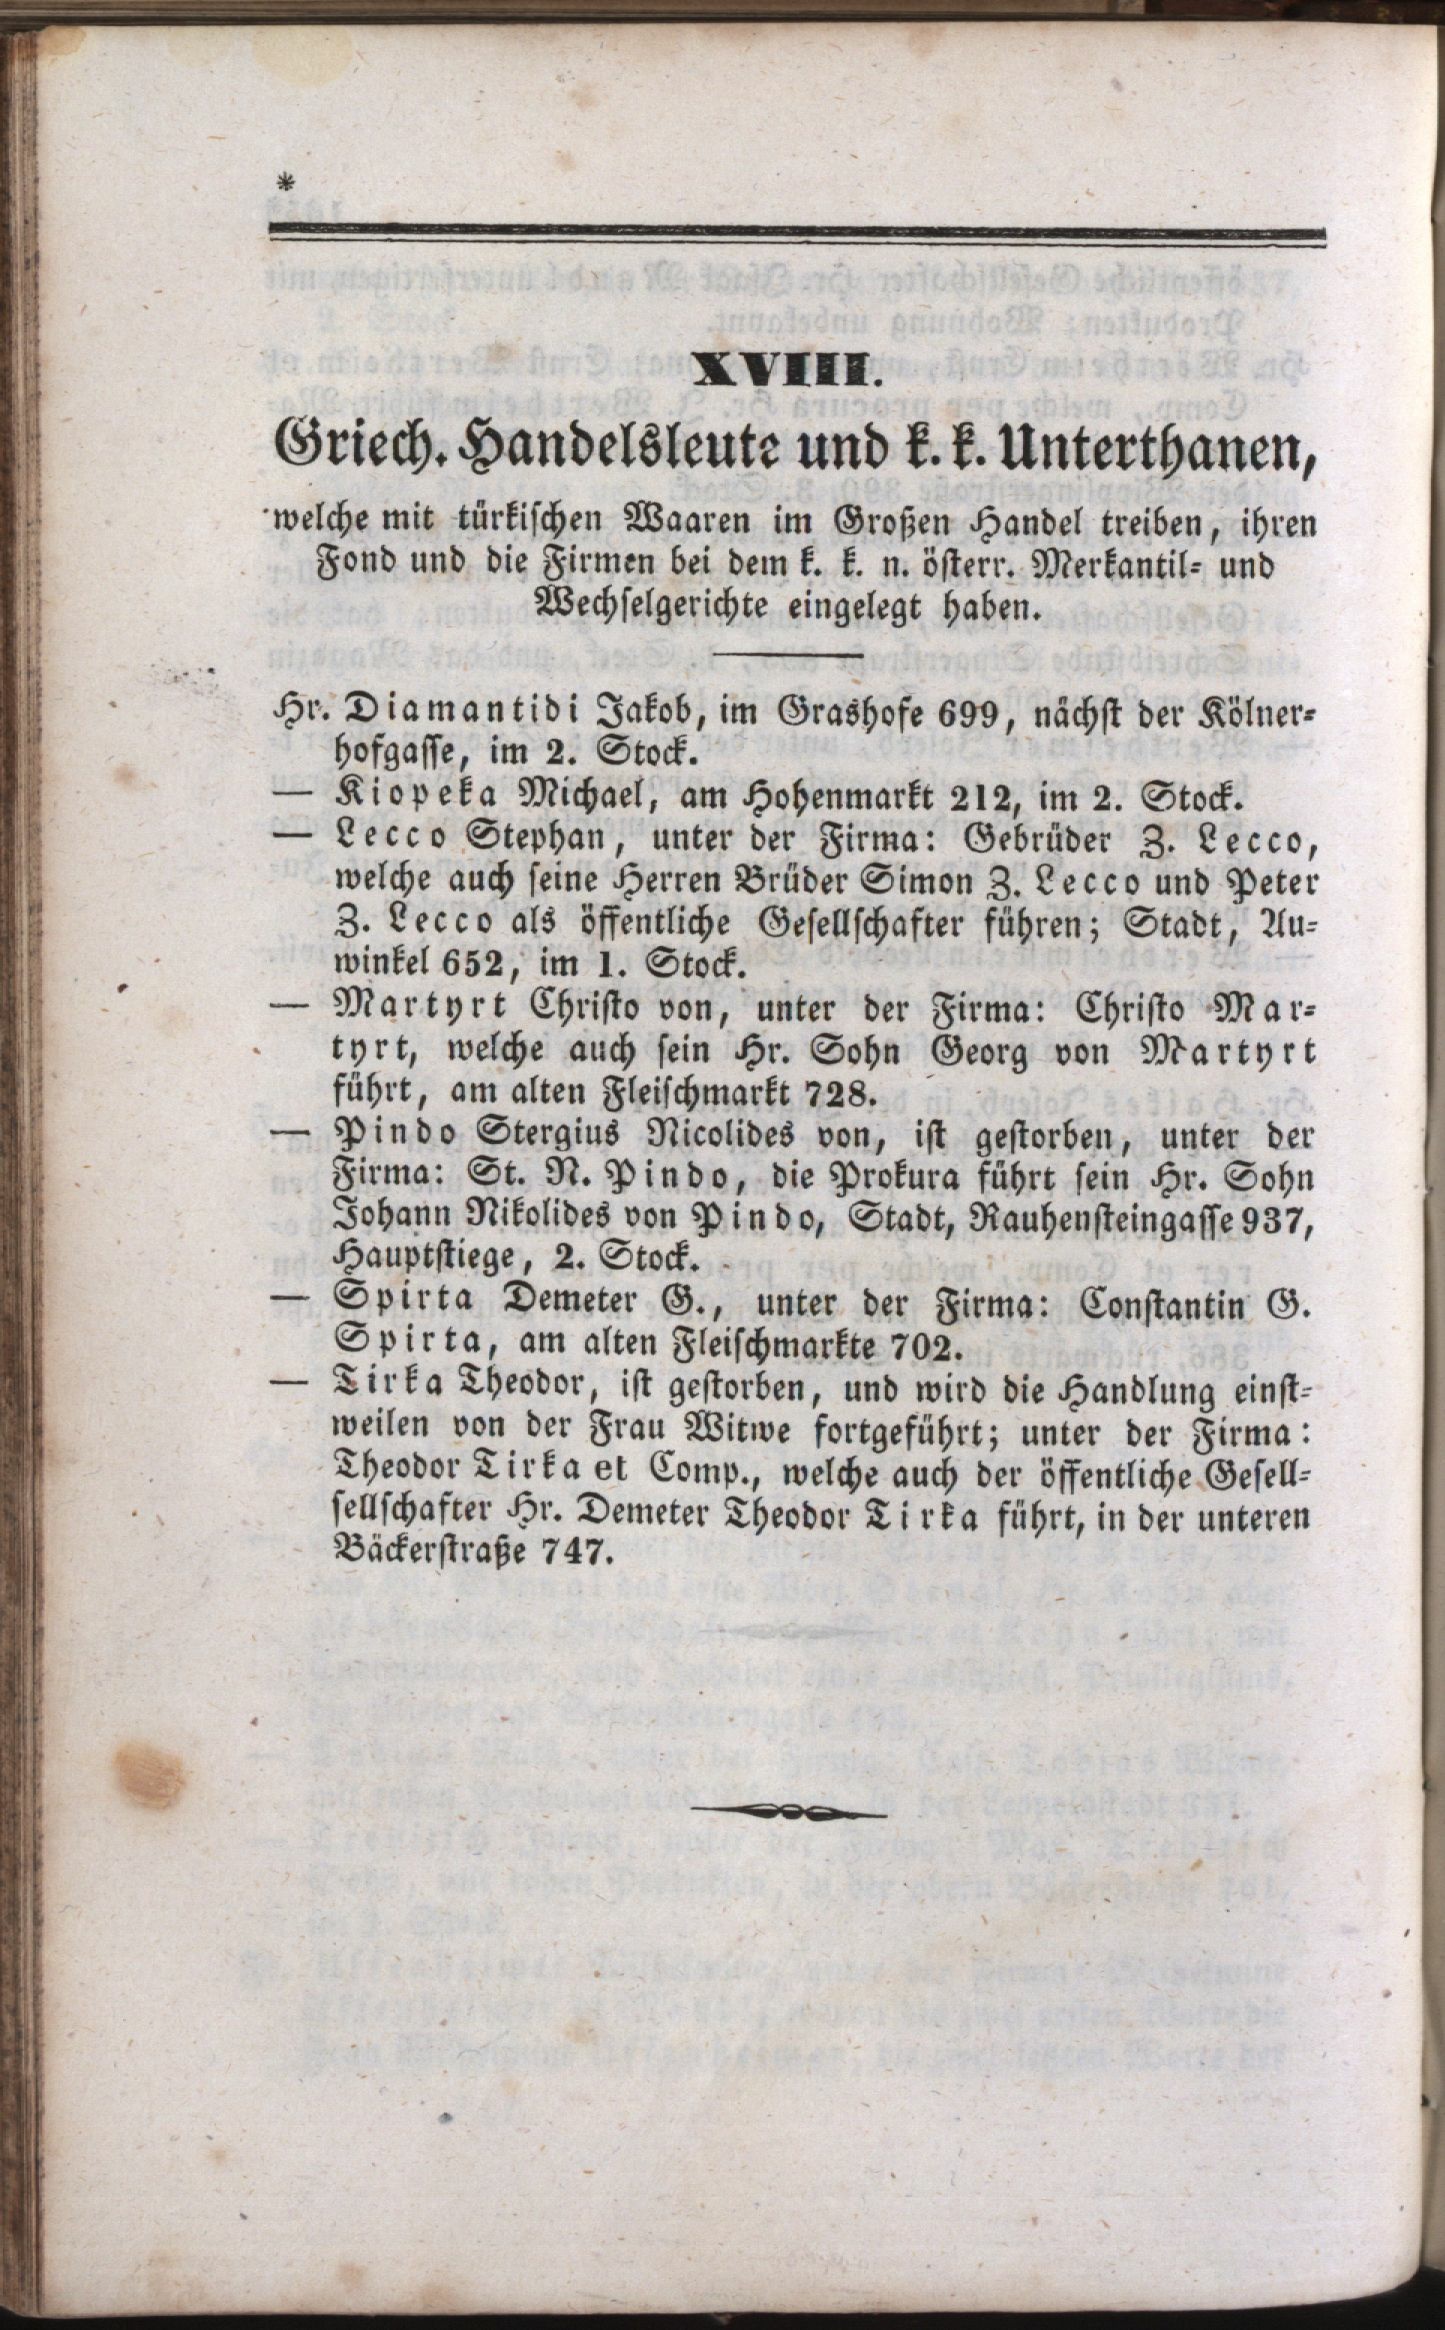 *
XVIII.
Griech. Handelsleute und k. k. Unterthanen,
welche mit türkischen Waaren im Großen Handel treiben, ihren
Fond und die Firmen bei dem k. k. n. österr. Merkantil- und
Wechselgerichte eingelegt haben.
Hr. Diamantidi Jakob, im Grashofe 699, nächst der Kölner-
hofgasse, im 2. Stock.
— Kiopeka Michael, am Hohenmarkt 212, im 2. Stock.
— Lecco Stephan, unter der Firma: Gebrüder Z. Lecco,
welche auch seine Herren Brüder Simon Z. Lecco und Peter
Z. Lecco als öffentliche Gesellschafter führen; Stadt, Au-
winkel 652, im 1. Stock.
— Martyrt Christo von, unter der Firma: Christo Mar-
tyrt, welche auch sein Hr. Sohn Georg von Martyrt
führt, am alten Fleischmarkt 728.
— Pindo Stergius Nicolides von, ist gestorben, unter der
Firma: St. N. Pindo, die Prokura führt sein Hr. Sohn
Johann Nikolides von Pindo, Stadt, Rauhensteingasse 937,
Hauptstiege, 2. Stock.
— Spirta Demeter G., unter der Firma: Constantin G.
Spirta, am alten Fleischmarkte 702.
— Tirka Theodor, ist gestorben, und wird die Handlung einst-
weilen von der Frau Witwe fortgeführt; unter der Firma:
Theodor Tirka et Comp., welche auch der öffentliche Gesell-
sellschafter Hr. Demeter Theodor Tirka führt, in der unteren
Bäckerstraße 747.